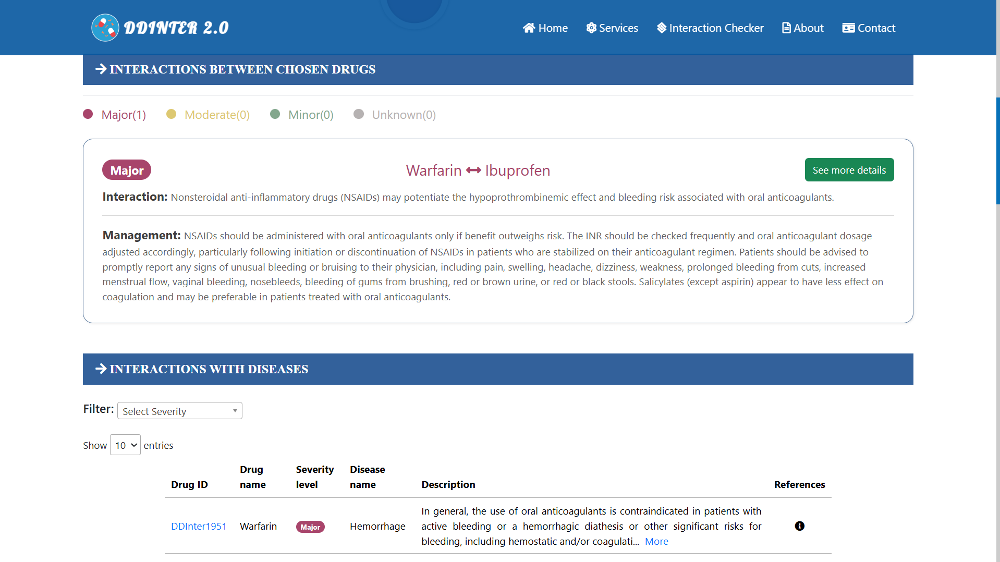 DDINTER 2.0
Home Services Interaction Checker About Contact
INTERACTIONS BETWEEN CHOSEN DRUGS
Major(1) Moderate(0) Minor(0) Unknown(0)
Major Warfarin Ibuprofen See more details
Interaction: Nonsteroidal anti-inflammatory drugs (NSAIDs) may potentiate the hypoprothrombinemic effect and bleeding risk associated with oral anticoagulants.
Management: NSAIDs should be administered with oral anticoagulants only if benefit outweighs risk. The INR should be checked frequently and oral anticoagulant dosage
adjusted accordingly, particularly following initiation or discontinuation of NSAIDs in patients who are stabilized on their anticoagulant regimen. Patients should be advised to
promptly report any signs of unusual bleeding or bruising to their physician, including pain, swelling, headache, dizziness, weakness, prolonged bleeding from cuts, increased
menstrual flow, vaginal bleeding, nosebleeds, bleeding of gums from brushing, red or brown urine, or red or black stools. Salicylates (except aspirin) appear to have less effect on
coagulation and may be preferable in patients treated with oral anticoagulants.
INTERACTIONS WITH DISEASES
Filter: Select Severity
Show 10 entries
Drug ID Drug name Severity level Disease name Description References
DDInter1951 Warfarin Major Hemorrhage
In general, the use of oral anticoagulants is contraindicated in patients with
active bleeding or a hemorrhagic diathesis or other significant risks for
bleeding, including hemostatic and/or coagulati... More